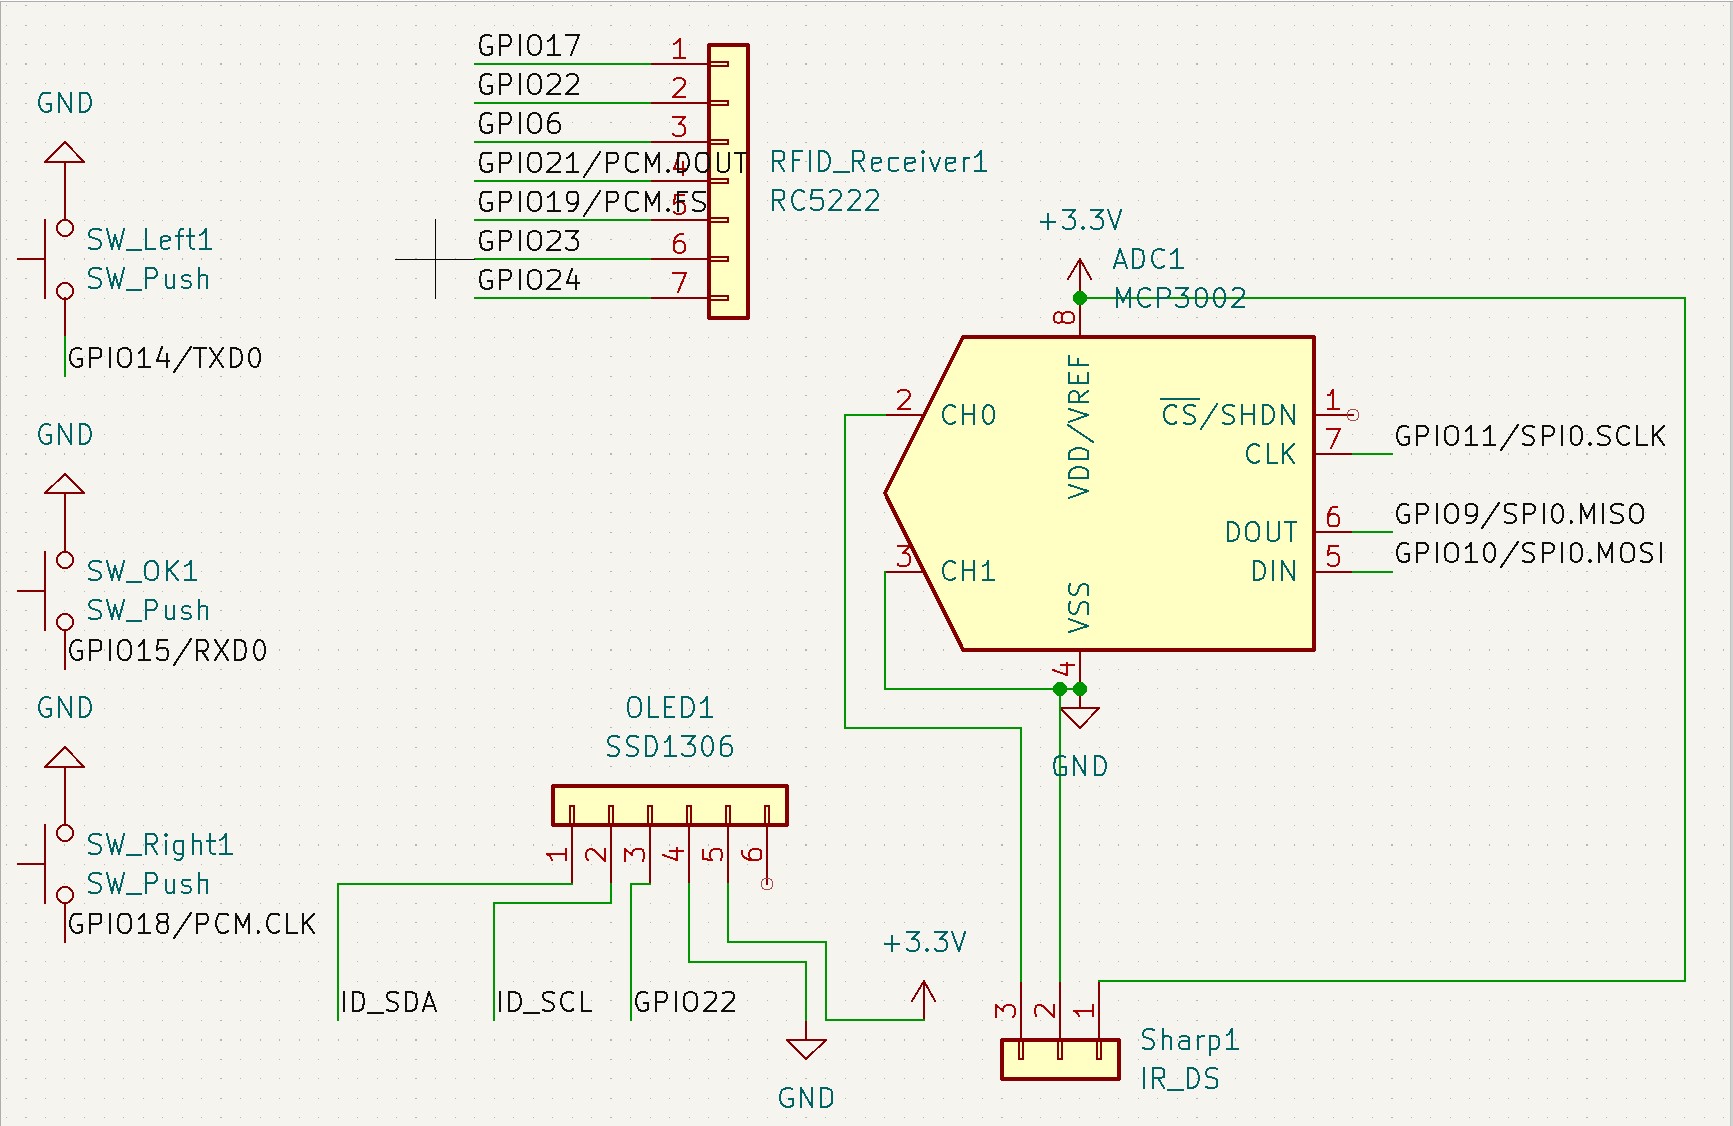 GPIO17
1
GPIO22
2
GPIO6
3
GPIO21/PCM.DOUT
4
GPIO19/PCM.FS
5
GPIO23
6
GPIO24
7
RFID_Receiver1
RC5222
GND
SW_Left1
SW_Push
GPIO14/TXD0
GND
SW_OK1
SW_Push
GPIO15/RXD0
GND
SW_Right1
SW_Push
GPIO18/PCM.CLK
+3.3V
ADC1
MCP3002
8
VDD/VREF
2
CH0
3
CH1
CS/SHDN
1
CLK
7
GPIO11/SPI0.SCLK
DOUT
6
GPIO9/SPI0.MISO
DIN
5
GPIO10/SPI0.MOSI
VSS
4
GND
OLED1
SSD1306
1
2
3
4
5
6
ID_SDA
ID_SCL
GPIO22
+3.3V
GND
3
2
1
Sharp1
IR_DS